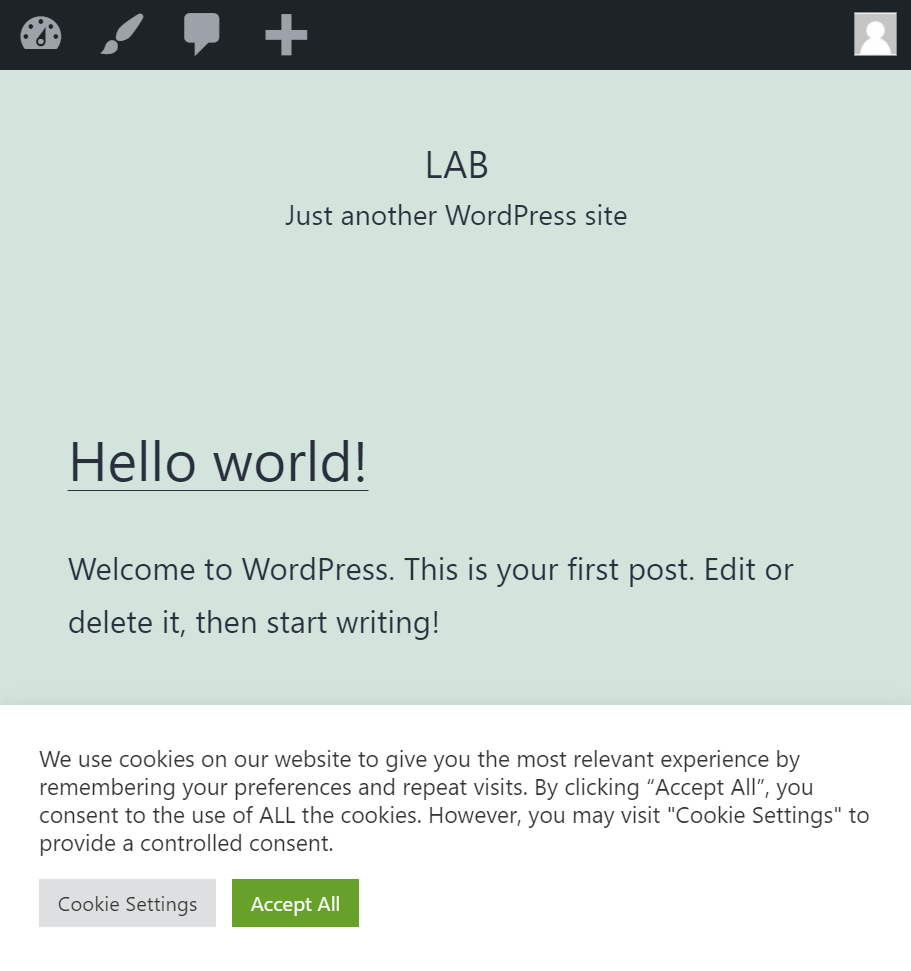 LAB
Just another WordPress site
Hello world!
Welcome to WordPress. This is your first post. Edit or
delete it, then start writing!
We use cookies on our website to give you the most relevant experience by
remembering your preferences and repeat visits. By clicking “Accept All”, you
consent to the use of ALL the cookies. However, you may visit "Cookie Settings" to
provide a controlled consent.
Cookie Settings
Accept All